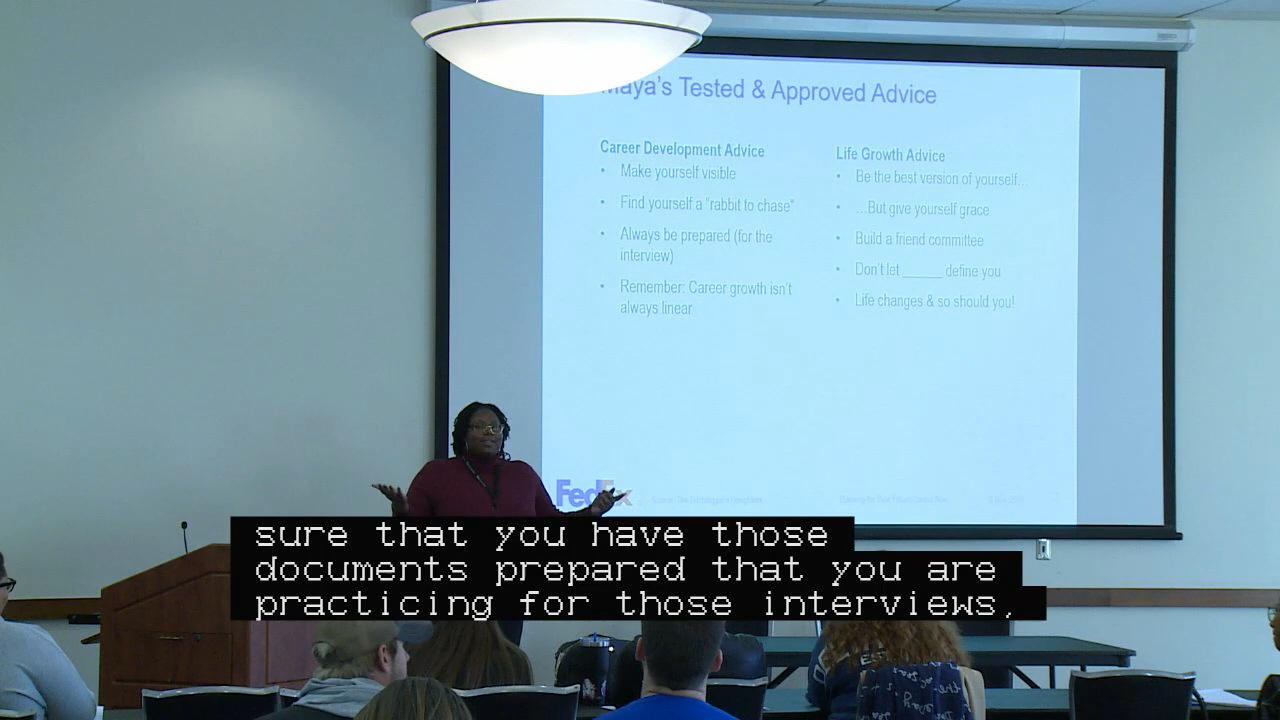 Maya's Tested & Approved Advice
Career Development Advice
• Make yourself visible
• Find yourself a "rabbit to chase"
• Always be prepared (for the
interview)
• Remember: Career growth isn't
always linear
Life Growth Advice
• Be the best version of yourself…
• …But give yourself grace
• Build a friend committee
• Don't let ______ define you
• Life changes & so should you!
FedEx
sure that you have those
documents prepared that you are
practicing for those interviews,